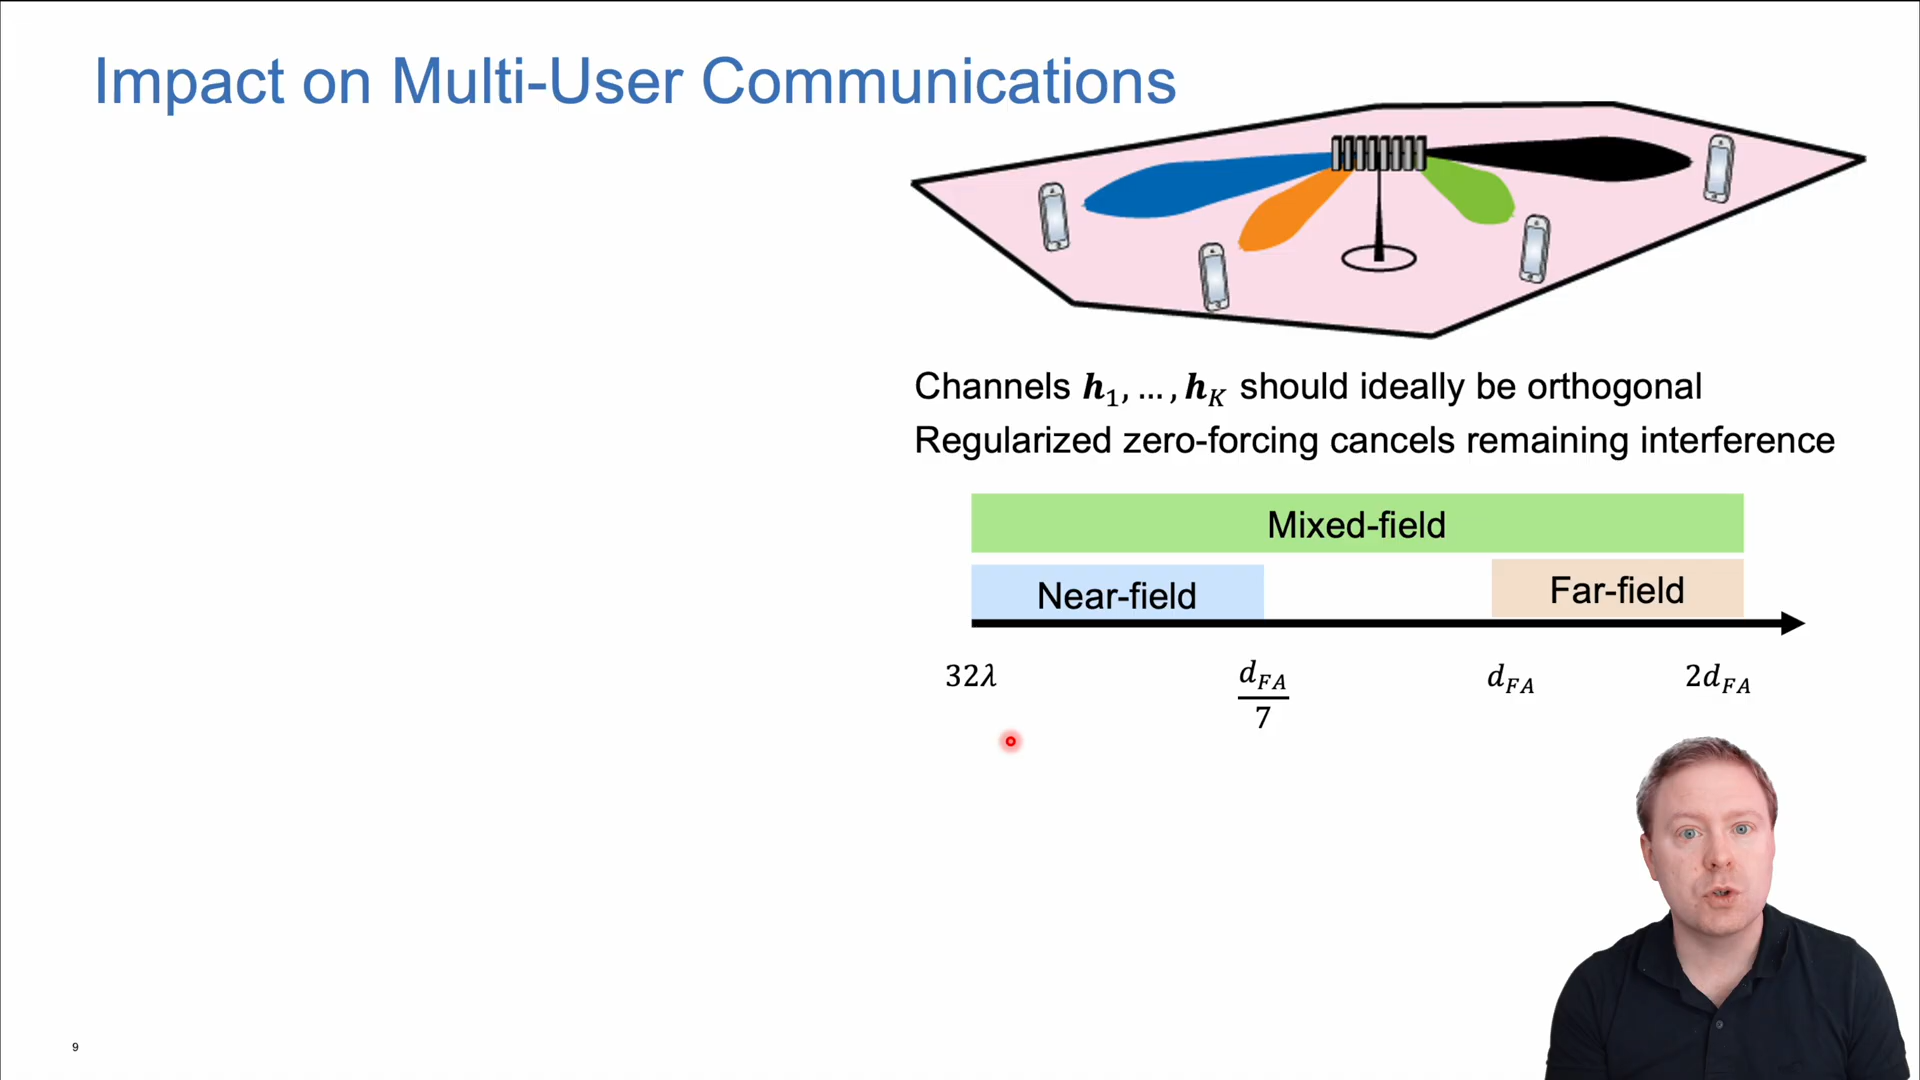 Impact on Multi-User Communications
Channels 𝒉₁, … , 𝒉_K should ideally be orthogonal
Regularized zero-forcing cancels remaining interference
Mixed-field
Near-field
Far-field
32λ
d_FA/7
d_FA
2d_FA
9